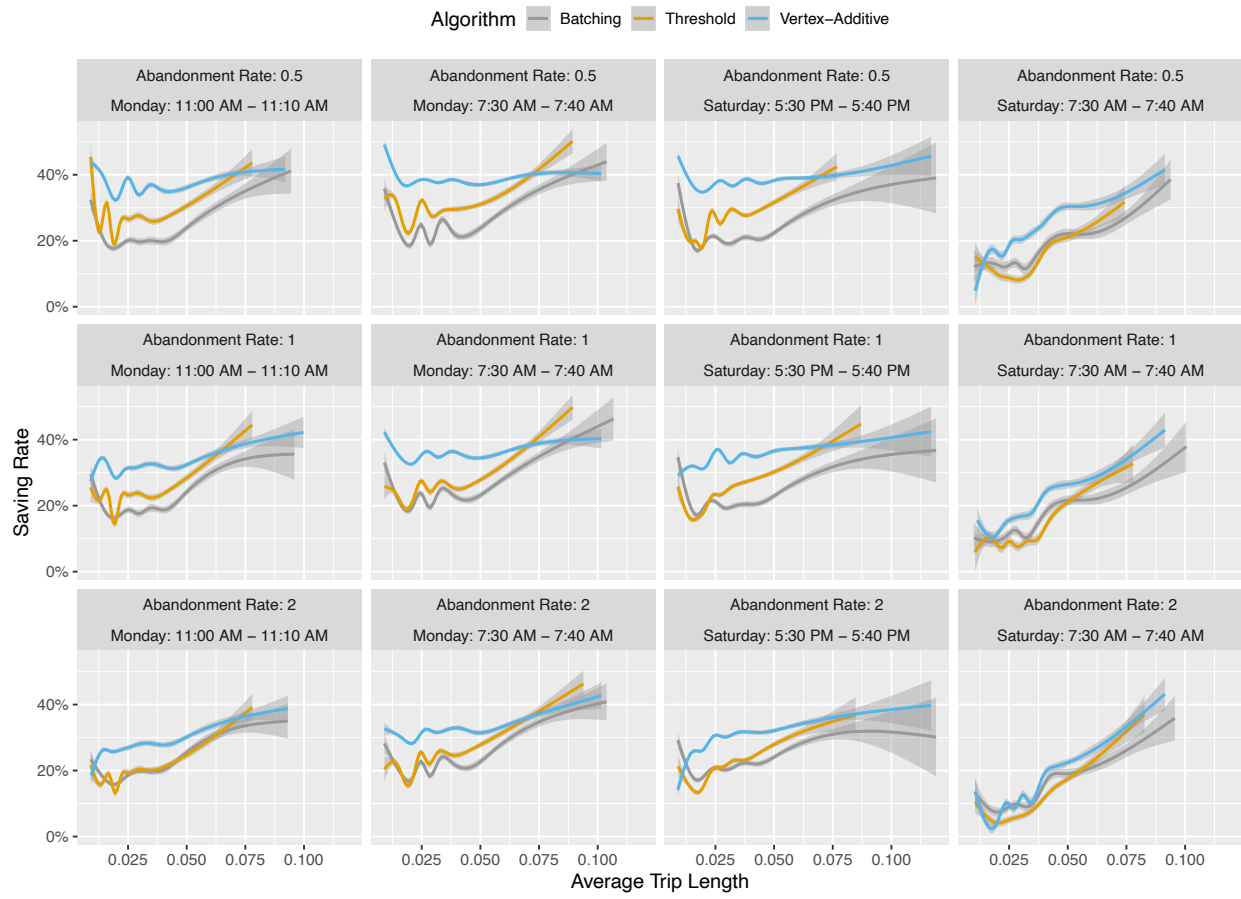 Algorithm Batching Threshold Vertex−Additive
Abandonment Rate: 0.5 Abandonment Rate: 0.5 Abandonment Rate: 0.5 Abandonment Rate: 0.5
Monday: 11:00 AM − 11:10 AM Monday: 7:30 AM − 7:40 AM Saturday: 5:30 PM − 5:40 PM Saturday: 7:30 AM − 7:40 AM
40%
20%
0%
Abandonment Rate: 1 Abandonment Rate: 1 Abandonment Rate: 1 Abandonment Rate: 1
Monday: 11:00 AM − 11:10 AM Monday: 7:30 AM − 7:40 AM Saturday: 5:30 PM − 5:40 PM Saturday: 7:30 AM − 7:40 AM
40%
20%
0%
Saving Rate
Abandonment Rate: 2 Abandonment Rate: 2 Abandonment Rate: 2 Abandonment Rate: 2
Monday: 11:00 AM − 11:10 AM Monday: 7:30 AM − 7:40 AM Saturday: 5:30 PM − 5:40 PM Saturday: 7:30 AM − 7:40 AM
40%
20%
0%
0.025 0.050 0.075 0.100 0.025 0.050 0.075 0.100 0.025 0.050 0.075 0.100 0.025 0.050 0.075 0.100
Average Trip Length